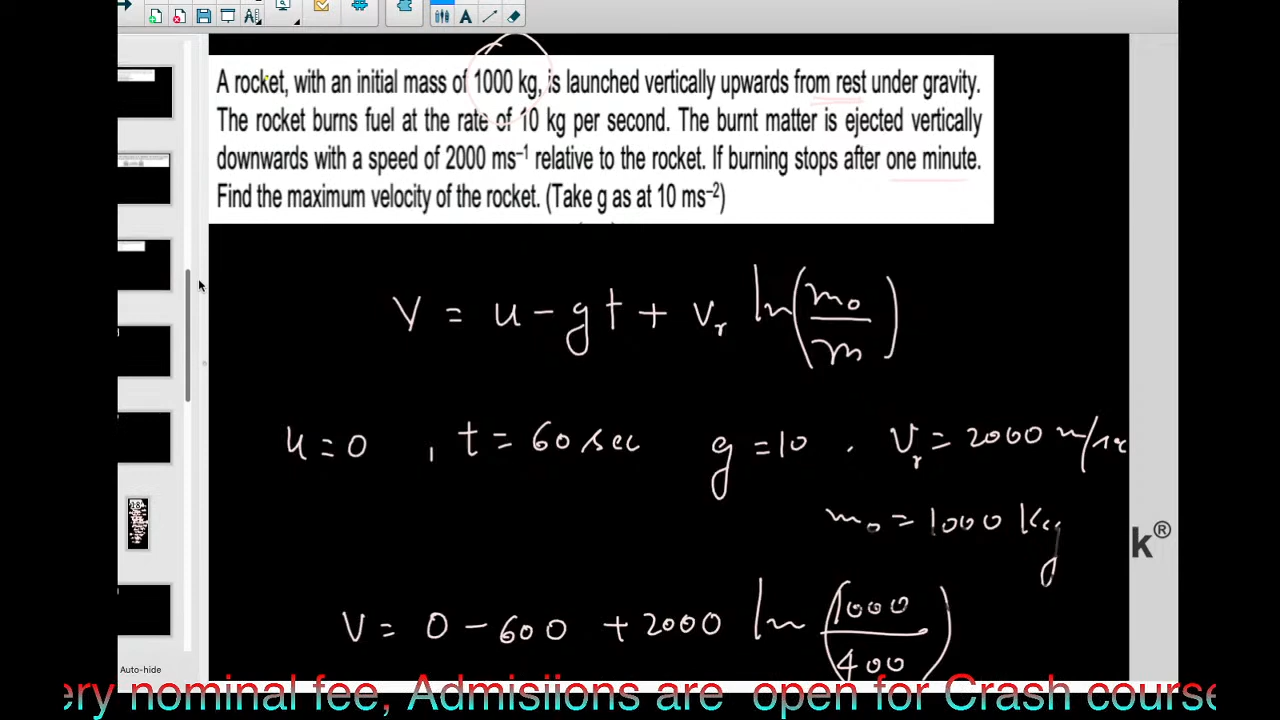 A rocket, with an initial mass of 1000 kg, is launched vertically upwards from rest under gravity.
The rocket burns fuel at the rate of 10 kg per second. The burnt matter is ejected vertically
downwards with a speed of 2000 ms⁻¹ relative to the rocket. If burning stops after one minute.
Find the maximum velocity of the rocket. (Take g as at 10 ms⁻²)
V = u - gt + vᵣ ln(m₀/m)
u = 0 , t = 60 sec g = 10 . Vᵣ = 2000 m/sec
m₀ = 1000 Kg
k®
V = 0 - 600 + 2000 ln(1000/400)
18
Auto-hide
ery nominal fee, Admisiions are open for Crash course